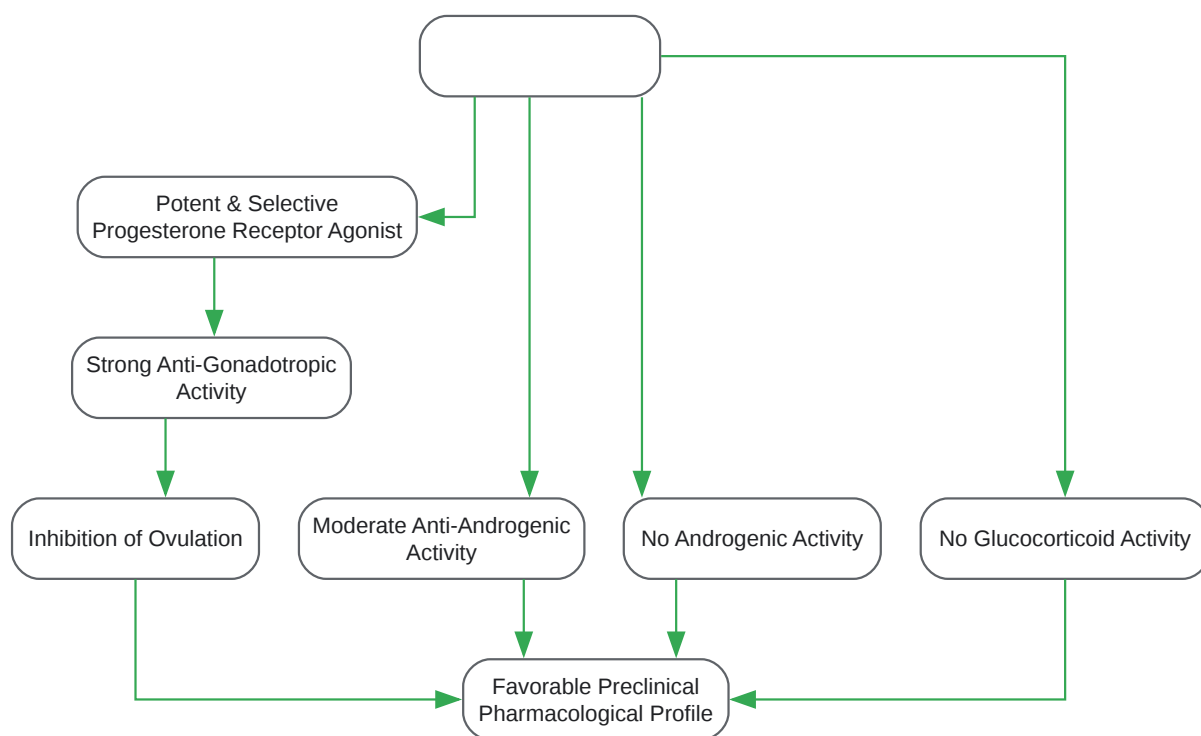 Potent & Selective
Progesterone Receptor Agonist
Strong Anti-Gonadotropic
Activity
Inhibition of Ovulation
Moderate Anti-Androgenic
Activity
No Androgenic Activity
No Glucocorticoid Activity
Favorable Preclinical
Pharmacological Profile